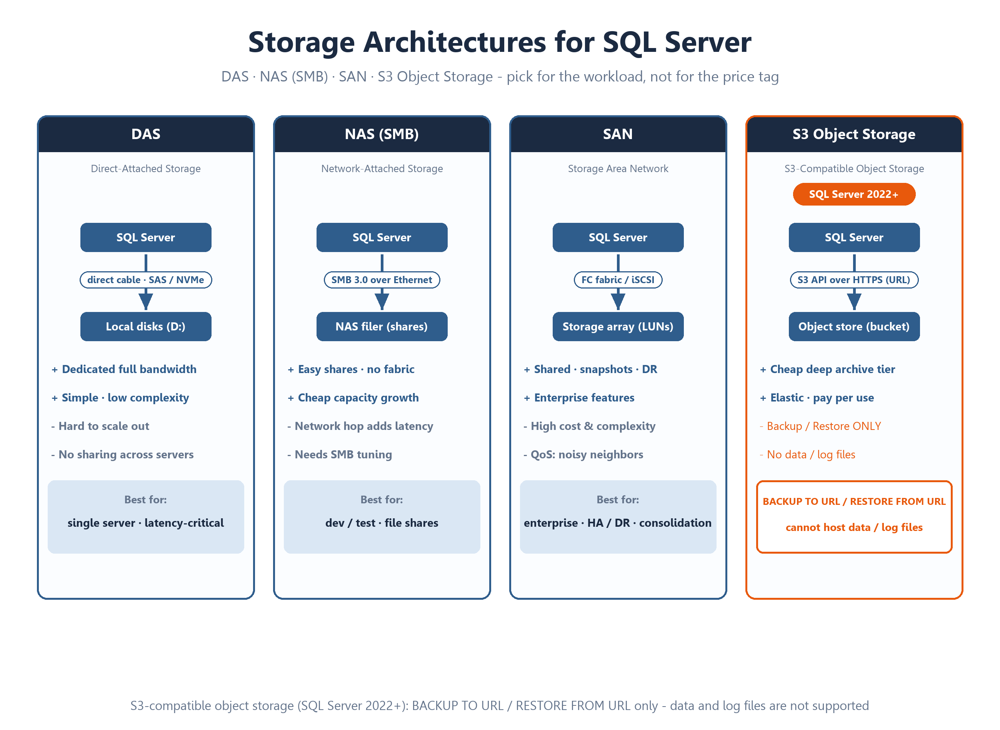 Storage Architectures for SQL Server
DAS · NAS (SMB) · SAN · S3 Object Storage - pick for the workload, not for the price tag
DAS
Direct-Attached Storage
SQL Server
direct cable · SAS / NVMe
Local disks (D:)
+ Dedicated full bandwidth
+ Simple · low complexity
- Hard to scale out
- No sharing across servers
Best for:
single server · latency-critical
NAS (SMB)
Network-Attached Storage
SQL Server
SMB 3.0 over Ethernet
NAS filer (shares)
+ Easy shares · no fabric
+ Cheap capacity growth
- Network hop adds latency
- Needs SMB tuning
Best for:
dev / test · file shares
SAN
Storage Area Network
SQL Server
FC fabric / iSCSI
Storage array (LUNs)
+ Shared · snapshots · DR
+ Enterprise features
- High cost & complexity
- QoS: noisy neighbors
Best for:
enterprise · HA / DR · consolidation
S3 Object Storage
S3-Compatible Object Storage
SQL Server 2022+
SQL Server
S3 API over HTTPS (URL)
Object store (bucket)
+ Cheap deep archive tier
+ Elastic · pay per use
- Backup / Restore ONLY
- No data / log files
BACKUP TO URL / RESTORE FROM URL
cannot host data / log files
S3-compatible object storage (SQL Server 2022+): BACKUP TO URL / RESTORE FROM URL only - data and log files are not supported